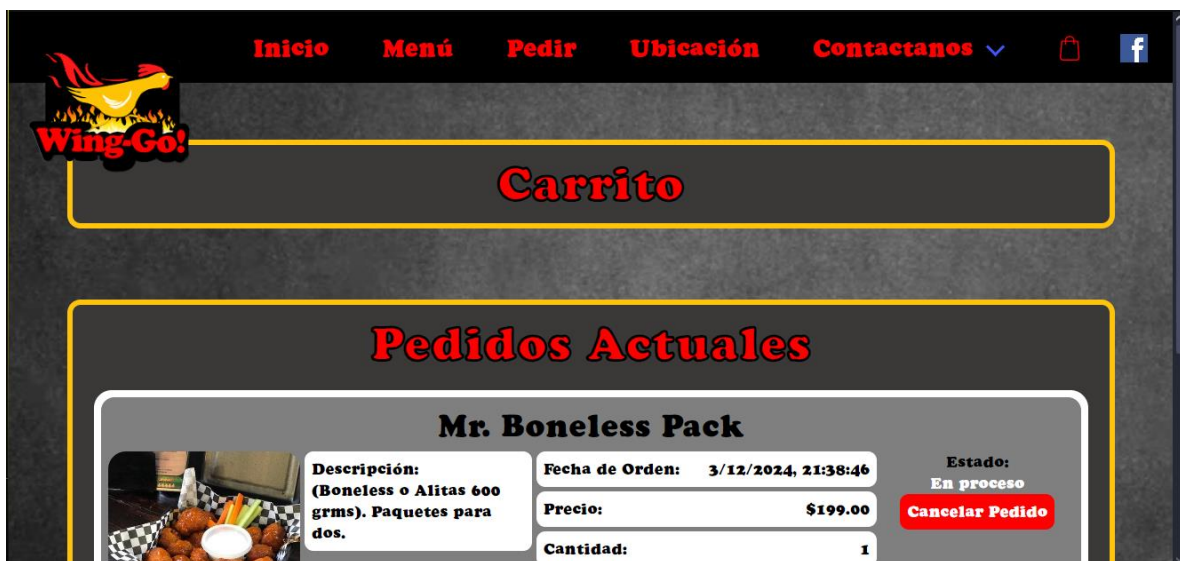 Inicio Menú Pedir Ubicación Contactanos
f
Wing-Go!
Carrito
Pedidos Actuales
Mr. Boneless Pack
Descripción:
(Boneless o Alitas 600
grms). Paquetes para
dos.
Fecha de Orden: 3/12/2024, 21:38:46
Precio: $199.00
Cantidad: 1
Estado:
En proceso
Cancelar Pedido